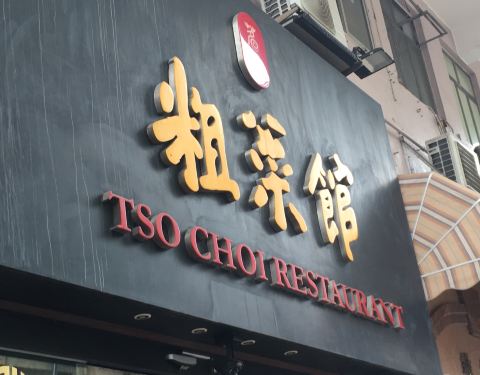 粗菜館
TSO CHOI RESTAURANT